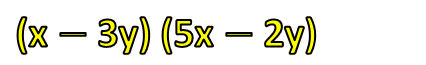 (x – 3y) (5x – 2y)